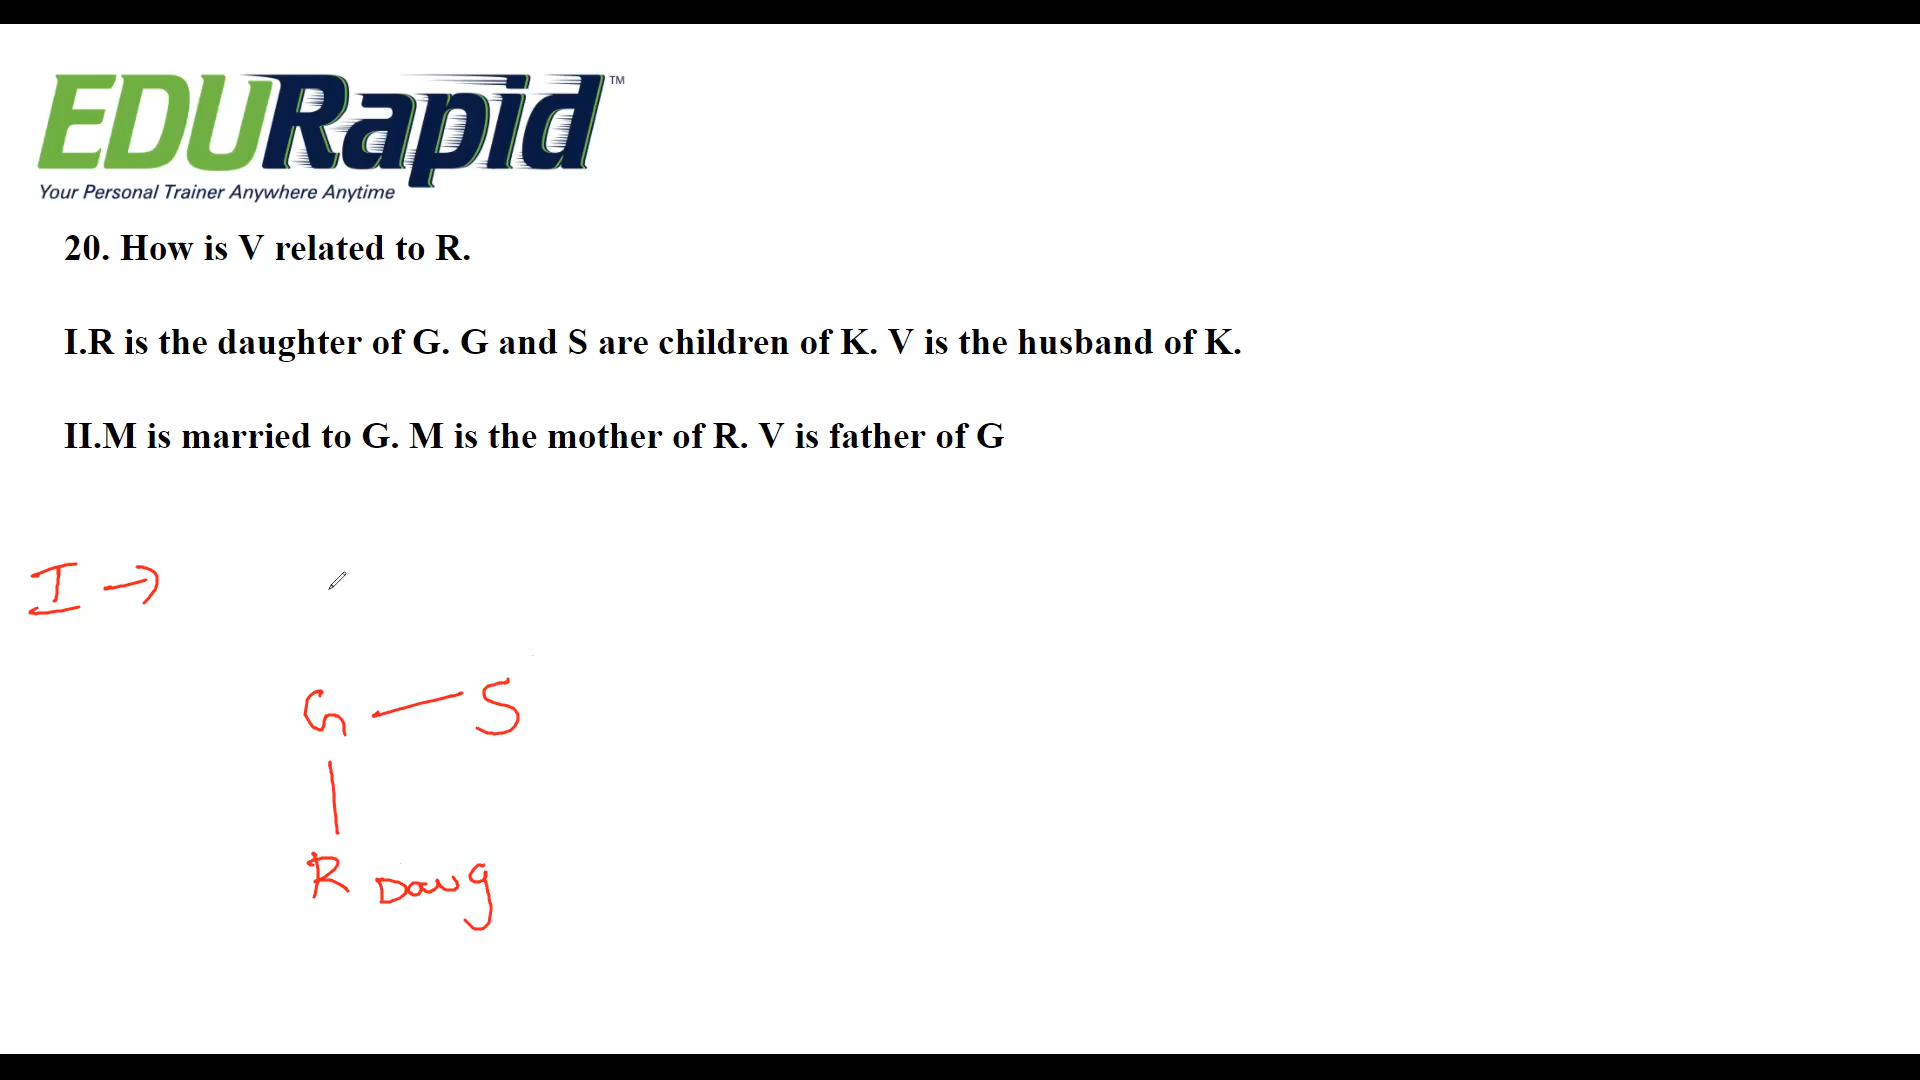 EDURapid™
Your Personal Trainer Anywhere Anytime
20. How is V related to R.
I.R is the daughter of G. G and S are children of K. V is the husband of K.
II.M is married to G. M is the mother of R. V is father of G
I →
G — S
R Daug